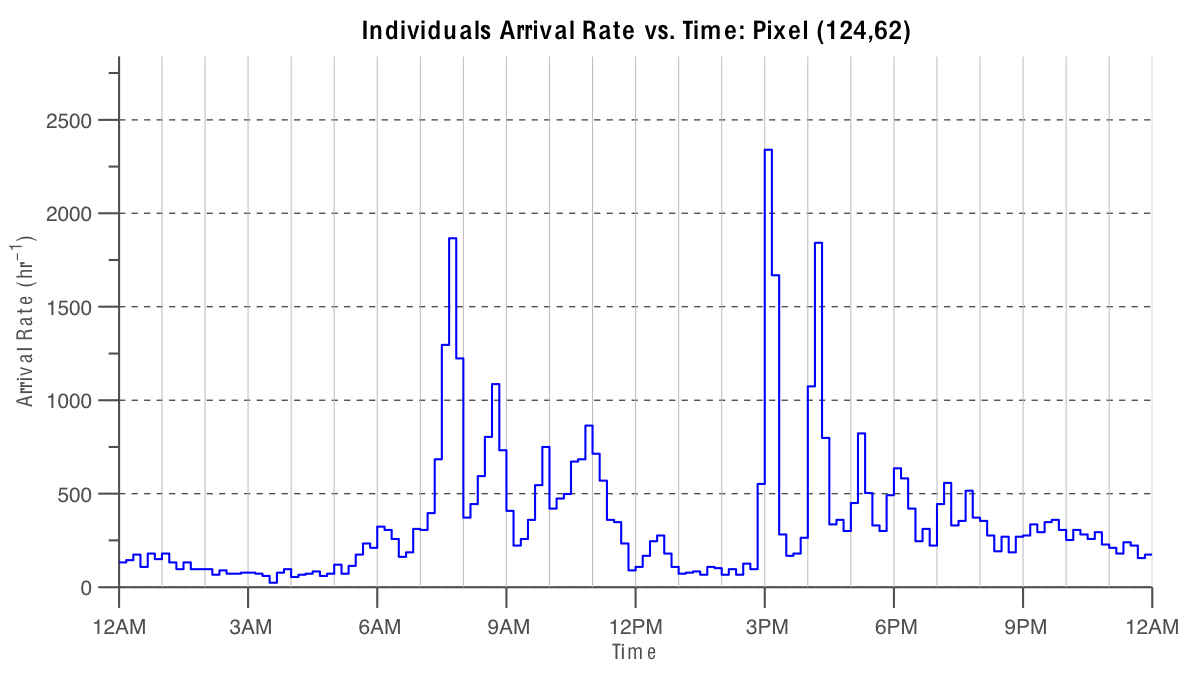 Individuals Arrival Rate vs. Time: Pixel (124,62)
2500
2000
1500
1000
500
0
Arrival Rate (hr⁻¹)
12AM 3AM 6AM 9AM 12PM 3PM 6PM 9PM 12AM
Time